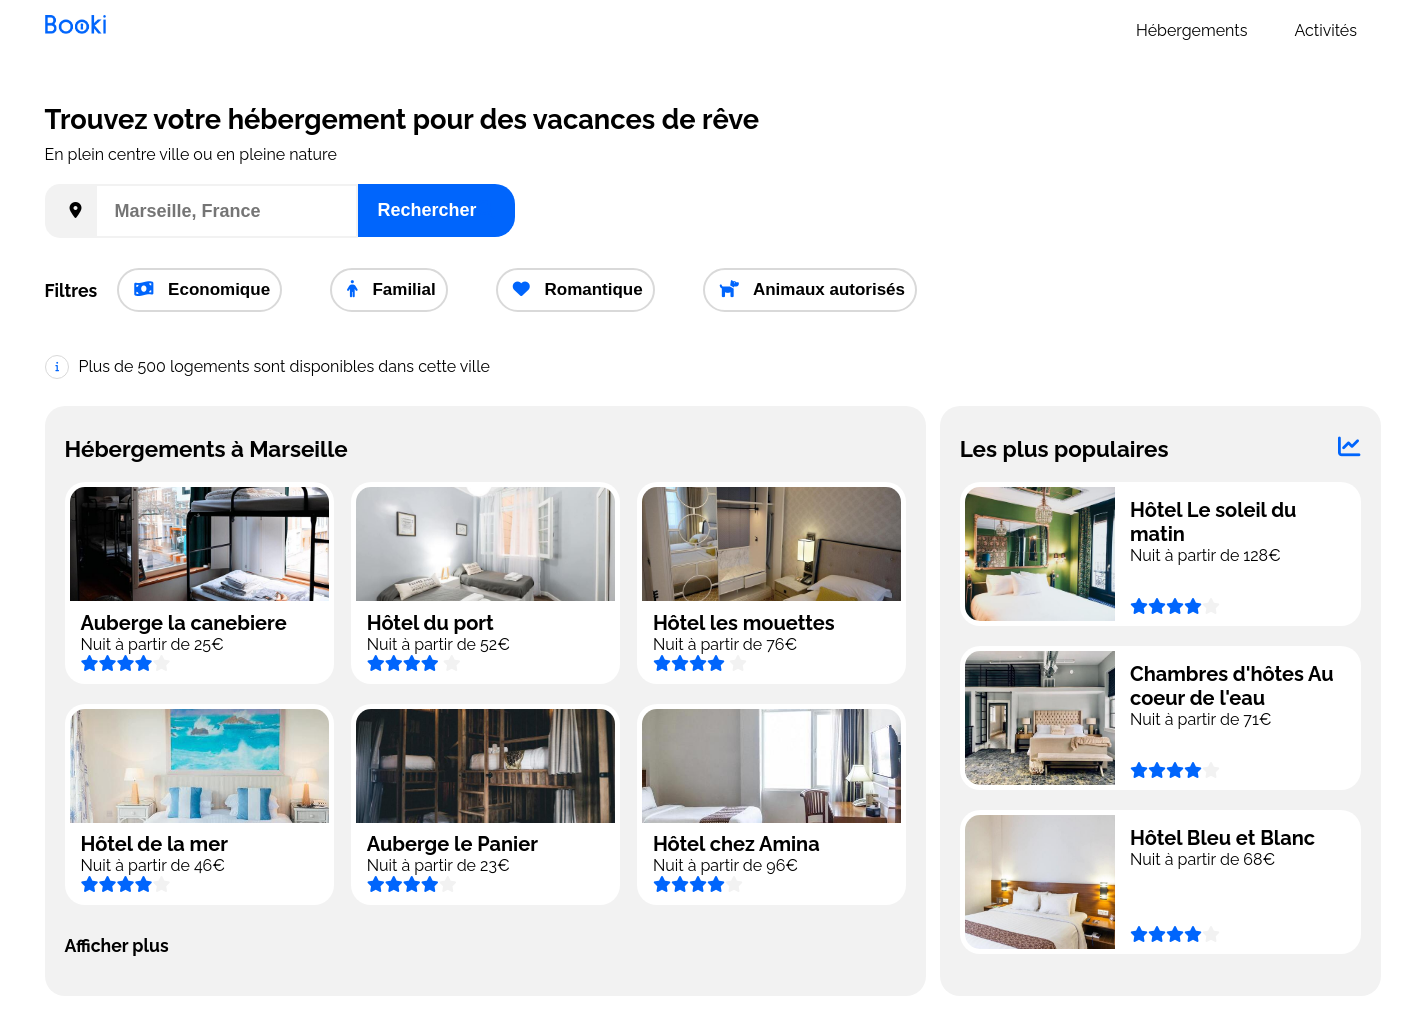 Booki
Hébergements
Activités
Trouvez votre hébergement pour des vacances de rêve
En plein centre ville ou en pleine nature
Marseille, France
Rechercher
Filtres
Economique
Familial
Romantique
Animaux autorisés
Plus de 500 logements sont disponibles dans cette ville
Hébergements à Marseille
Auberge la canebiere
Nuit à partir de 25€
Hôtel du port
Nuit à partir de 52€
Hôtel les mouettes
Nuit à partir de 76€
Hôtel de la mer
Nuit à partir de 46€
Auberge le Panier
Nuit à partir de 23€
Hôtel chez Amina
Nuit à partir de 96€
Afficher plus
Les plus populaires
Hôtel Le soleil du
matin
Nuit à partir de 128€
Chambres d'hôtes Au
coeur de l'eau
Nuit à partir de 71€
Hôtel Bleu et Blanc
Nuit à partir de 68€